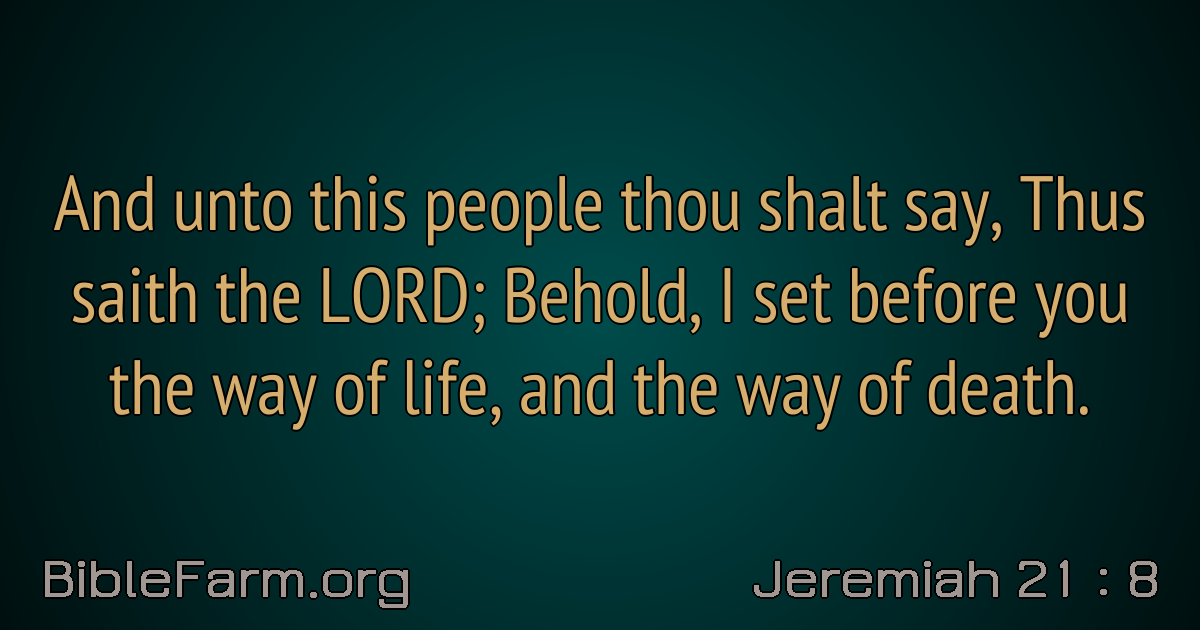 And unto this people thou shalt say, Thus
saith the LORD; Behold, I set before you
the way of life, and the way of death.
BibleFarm.org
Jeremiah 21 : 8